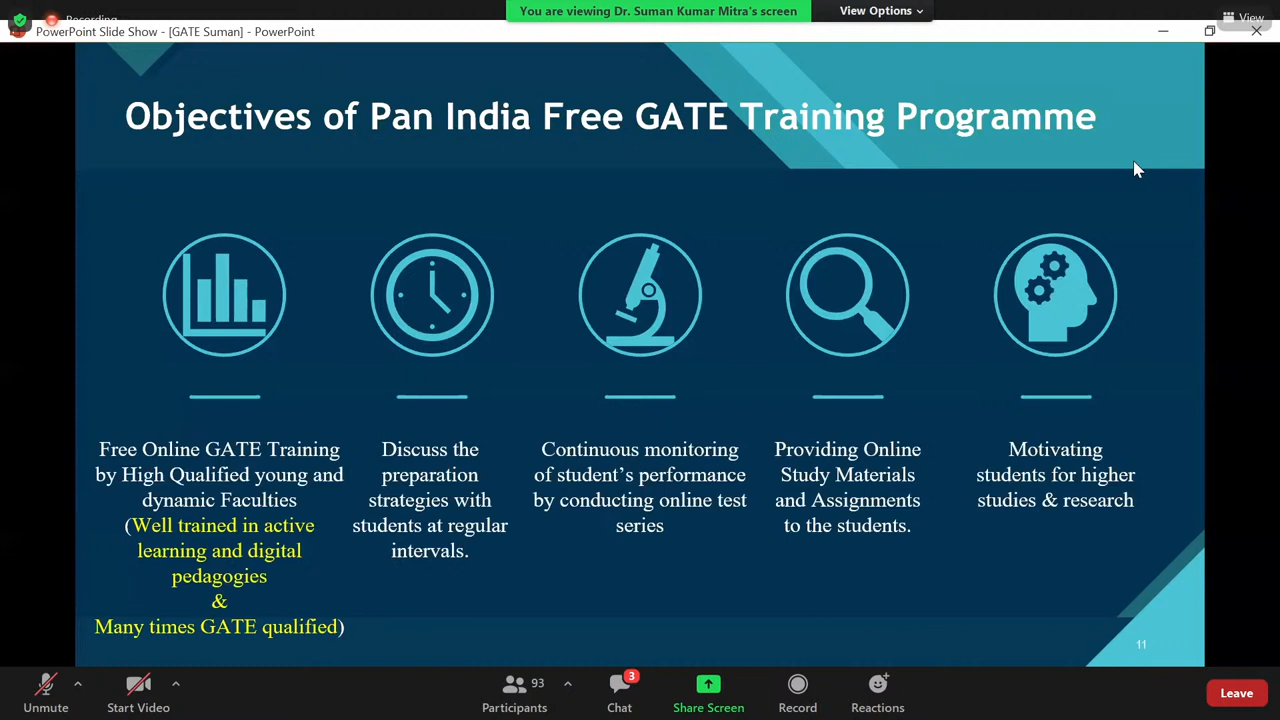 Recording
You are viewing Dr. Suman Kumar Mitra's screen
View Options
View
PowerPoint Slide Show - [GATE Suman] - PowerPoint
Objectives of Pan India Free GATE Training Programme
Free Online GATE Training
by High Qualified young and
dynamic Faculties
(Well trained in active
learning and digital
pedagogies
&
Many times GATE qualified)
Discuss the
preparation
strategies with
students at regular
intervals.
Continuous monitoring
of student's performance
by conducting online test
series
Providing Online
Study Materials
and Assignments
to the students.
Motivating
students for higher
studies & research
11
Unmute
Start Video
93
Participants
3
Chat
Share Screen
Record
Reactions
Leave